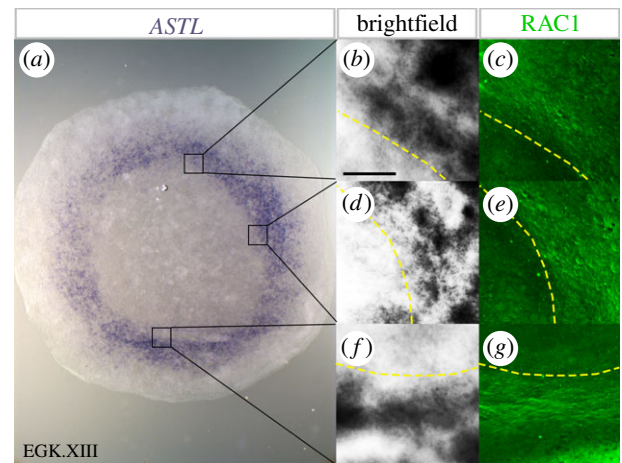 ASTL brightfield RAC1
(a) (b) (c)
(d) (e)
(f) (g)
EGK.XIII